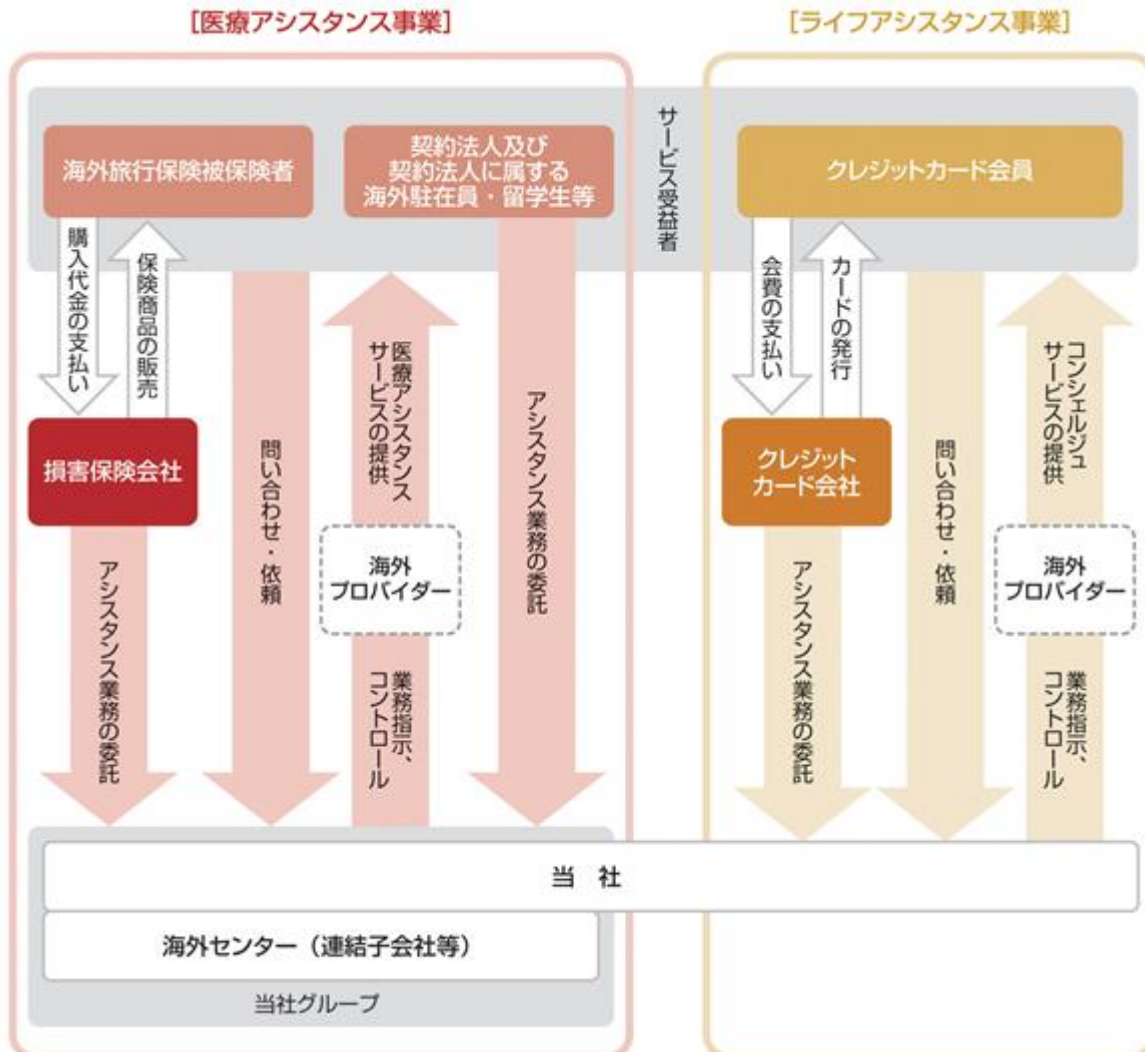 [医療アシスタンス事業]
[ライフアシスタンス事業]
サービス受益者
海外旅行保険被保険者
契約法人及び
契約法人に属する
海外駐在員・留学生等
クレジットカード会員
購入代金の支払い
保険商品の販売
損害保険会社
アシスタンス業務の委託
問い合わせ・依頼
医療アシスタンス
サービスの提供
海外
プロバイダー
業務指示、
コントロール
アシスタンス業務の委託
会費の支払い
カードの発行
クレジット
カード会社
アシスタンス業務の委託
問い合わせ・依頼
コンシェルジュ
サービスの提供
海外
プロバイダー
業務指示、
コントロール
当 社
海外センター（連結子会社等）
当社グループ